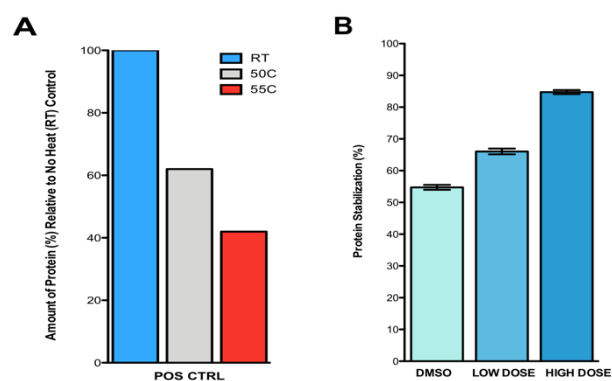 A
Amount of Protein (%) Relative to No Heat (RT) Control
100
80
60
40
20
0
RT
50C
55C
POS CTRL
B
Protein Stabilization (%)
100
90
80
70
60
50
40
30
20
10
0
DMSO
LOW DOSE
HIGH DOSE